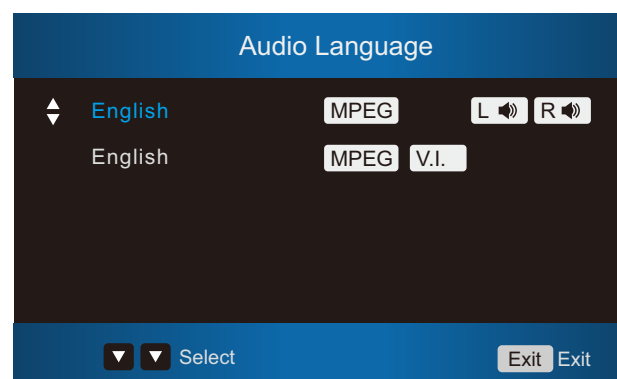 Audio Language
English MPEG L R
English MPEG V.I.
Select Exit Exit